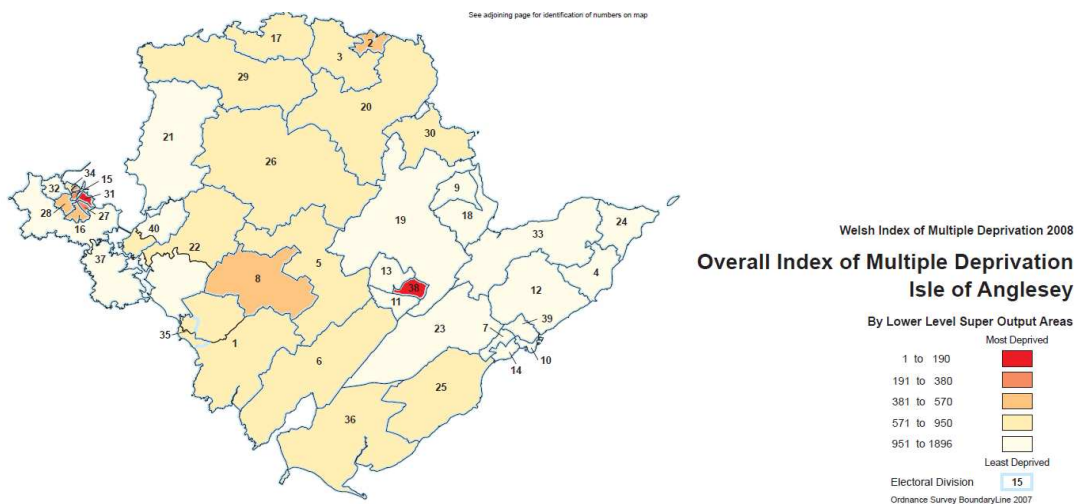 See adjoining page for identification of numbers on map
17
2
3
29
20
30
21
26
34
15
32
31
9
28
27
19
18
24
16
40
33
22
37
5
13
4
8
38
12
11
39
35
23
7
1
10
6
14
25
36
Welsh Index of Multiple Deprivation 2008
Overall Index of Multiple Deprivation
Isle of Anglesey
By Lower Level Super Output Areas
Most Deprived
1 to 190
191 to 380
381 to 570
571 to 950
951 to 1896
Least Deprived
Electoral Division 15
Ordnance Survey BoundaryLine 2007